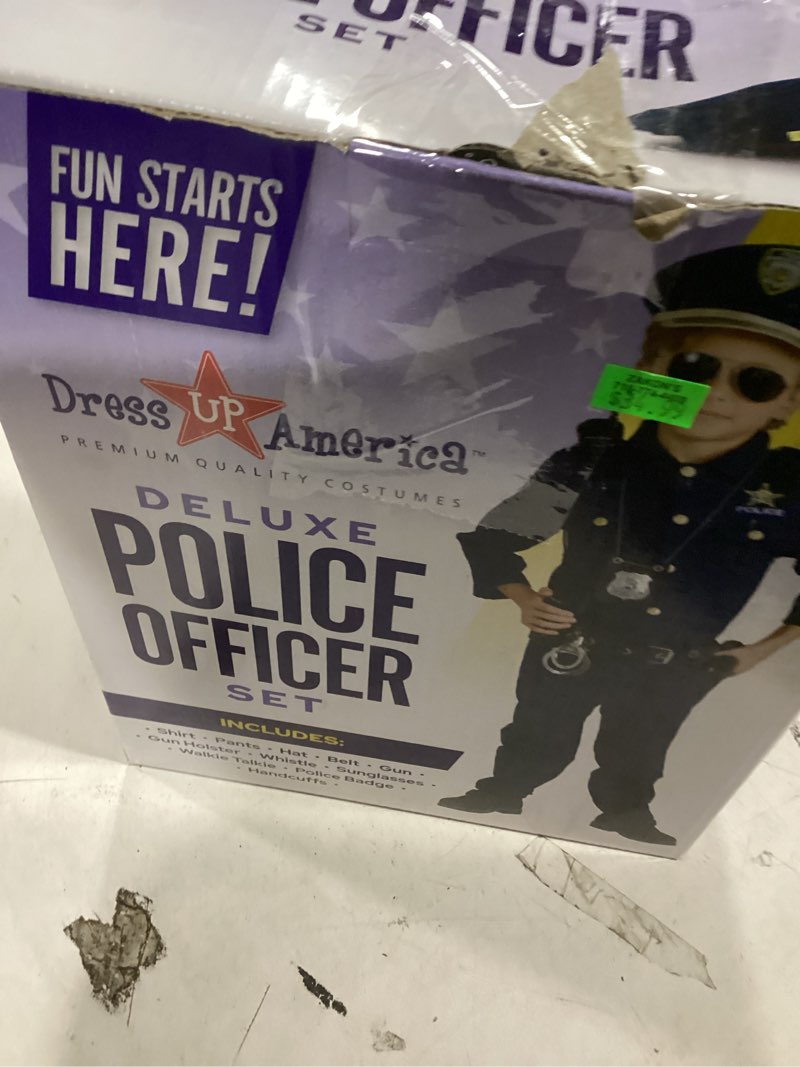 OFFICER
SET
FUN STARTS
HERE!
Dress UP America™
PREMIUM QUALITY COSTUMES
DELUXE
POLICE
OFFICER
SET
INCLUDES:
• Shirt • Pants • Hat • Belt • Gun •
• Gun Holster • Whistle • Sunglasses •
• Walkie Talkie • Police Badge •
• Handcuffs •
POLICE